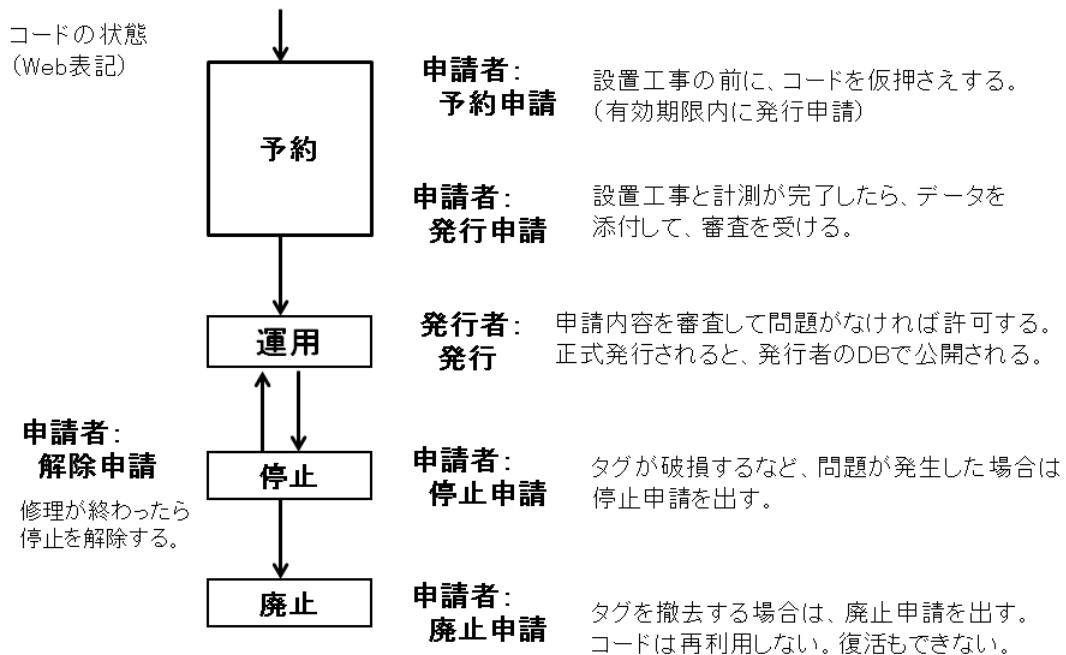 コードの状態
(Web表記)
予約
申請者:
予約申請
設置工事の前に、コードを仮押さえする。
(有効期限内に発行申請)
申請者:
発行申請
設置工事と計測が完了したら、データを
添付して、審査を受ける。
運用
発行者:
発行
申請内容を審査して問題がなければ許可する。
正式発行されると、発行者のDBで公開される。
申請者:
解除申請
修理が終わったら
停止を解除する。
停止
申請者:
停止申請
タグが破損するなど、問題が発生した場合は
停止申請を出す。
廃止
申請者:
廃止申請
タグを撤去する場合は、廃止申請を出す。
コードは再利用しない。復活もできない。